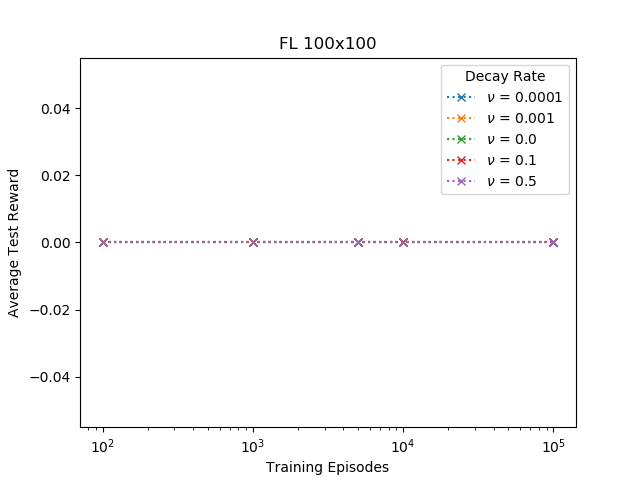 FL 100x100
Decay Rate
ν = 0.0001
ν = 0.001
ν = 0.0
ν = 0.1
ν = 0.5
Average Test Reward
0.04
0.02
0.00
−0.02
−0.04
10²
10³
10⁴
10⁵
Training Episodes